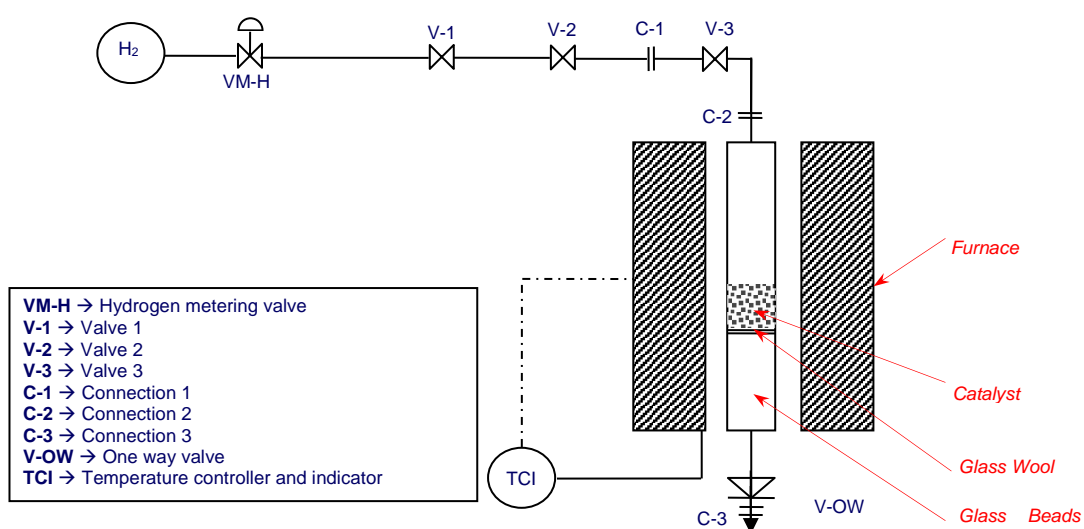 H2
VM-H
V-1
V-2
C-1
V-3
C-2
Furnace
VM-H → Hydrogen metering valve
V-1 → Valve 1
V-2 → Valve 2
V-3 → Valve 3
C-1 → Connection 1
C-2 → Connection 2
C-3 → Connection 3
V-OW → One way valve
TCI → Temperature controller and indicator
Catalyst
Glass Wool
TCI
V-OW
Glass Beads
C-3